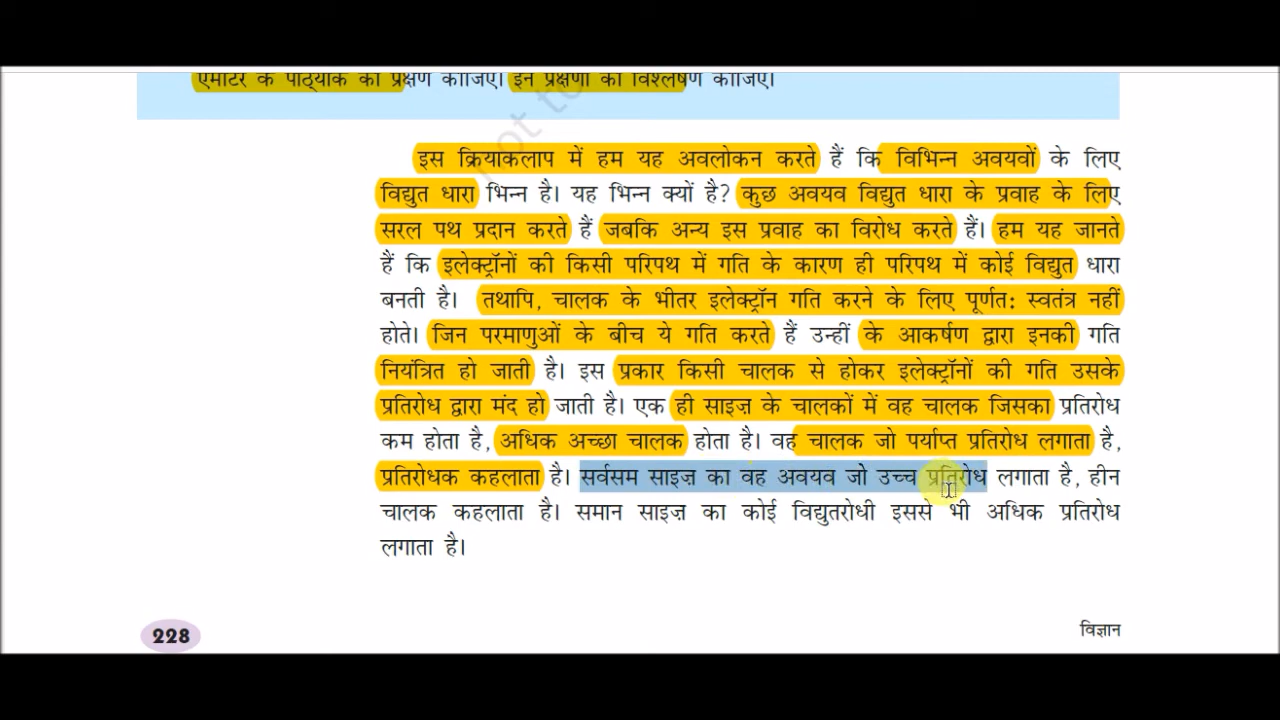 एमीटर के पाठ्यांक का प्रेक्षण कीजिए। इन प्रेक्षणों का विश्लेषण कीजिए।
not to
इस क्रियाकलाप में हम यह अवलोकन करते हैं कि विभिन्न अवयवों के लिए
विद्युत धारा भिन्न है। यह भिन्न क्यों है? कुछ अवयव विद्युत धारा के प्रवाह के लिए
सरल पथ प्रदान करते हैं जबकि अन्य इस प्रवाह का विरोध करते हैं। हम यह जानते
हैं कि इलेक्ट्रॉनों की किसी परिपथ में गति के कारण ही परिपथ में कोई विद्युत धारा
बनती है। तथापि, चालक के भीतर इलेक्ट्रॉन गति करने के लिए पूर्णत: स्वतंत्र नहीं
होते। जिन परमाणुओं के बीच ये गति करते हैं उन्हीं के आकर्षण द्वारा इनकी गति
नियंत्रित हो जाती है। इस प्रकार किसी चालक से होकर इलेक्ट्रॉनों की गति उसके
प्रतिरोध द्वारा मंद हो जाती है। एक ही साइज़ के चालकों में वह चालक जिसका प्रतिरोध
कम होता है, अधिक अच्छा चालक होता है। वह चालक जो पर्याप्त प्रतिरोध लगाता है,
प्रतिरोधक कहलाता है। सर्वसम साइज़ का वह अवयव जो उच्च प्रतिरोध लगाता है, हीन
चालक कहलाता है। समान साइज़ का कोई विद्युतरोधी इससे भी अधिक प्रतिरोध
लगाता है।
228
विज्ञान